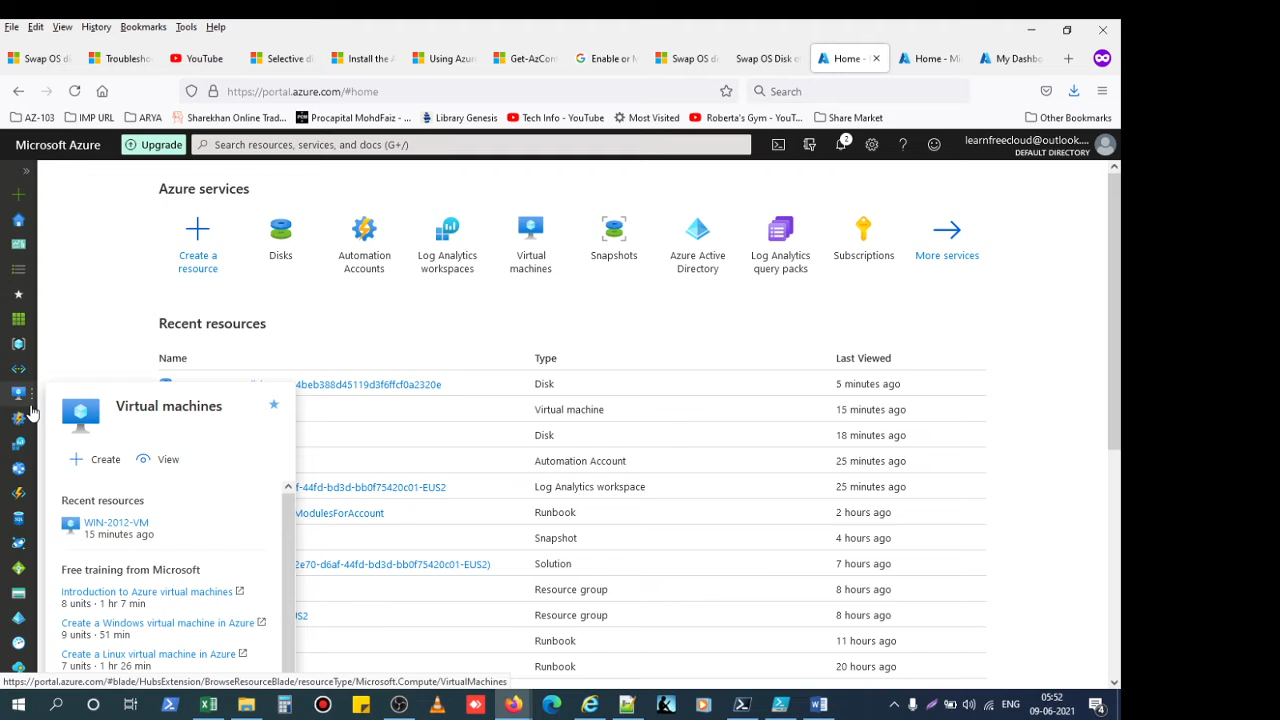 File Edit View History Bookmarks Tools Help
Swap OS di Troublesho YouTube Selective di Install the A Using Azur Get-AzCont Enable or M Swap OS di Swap OS Disk o Home - Home - Mi My Dashbo
https://portal.azure.com/#home
Search
AZ-103 IMP URL ARYA Sharekhan Online Trad... Procapital MohdFaiz - ... Library Genesis Tech Info - YouTube Most Visited Roberta's Gym - YouT... Share Market Other Bookmarks
Microsoft Azure Upgrade Search resources, services, and docs (G+/) 2 learnfreecloud@outlook....
DEFAULT DIRECTORY
Azure services
Create a resource
Disks
Automation Accounts
Log Analytics workspaces
Virtual machines
Snapshots
Azure Active Directory
Log Analytics query packs
Subscriptions
More services
Recent resources
Name Type Last Viewed
4beb388d45119d3f6ffcf0a2320e Disk 5 minutes ago
Virtual machine 15 minutes ago
Disk 18 minutes ago
Automation Account 25 minutes ago
f-44fd-bd3d-bb0f75420c01-EUS2 Log Analytics workspace 25 minutes ago
ModulesForAccount Runbook 2 hours ago
Snapshot 4 hours ago
2e70-d6af-44fd-bd3d-bb0f75420c01-EUS2) Solution 7 hours ago
Resource group 8 hours ago
US2 Resource group 8 hours ago
Runbook 11 hours ago
Runbook 20 hours ago
Virtual machines
Create View
Recent resources
WIN-2012-VM
15 minutes ago
Free training from Microsoft
Introduction to Azure virtual machines
8 units · 1 hr 7 min
Create a Windows virtual machine in Azure
9 units · 51 min
Create a Linux virtual machine in Azure
7 units · 1 hr 26 min
https://portal.azure.com/#blade/HubsExtension/BrowseResourceBlade/resourceType/Microsoft.Compute/VirtualMachines
ENG 05:52
09-06-2021 4